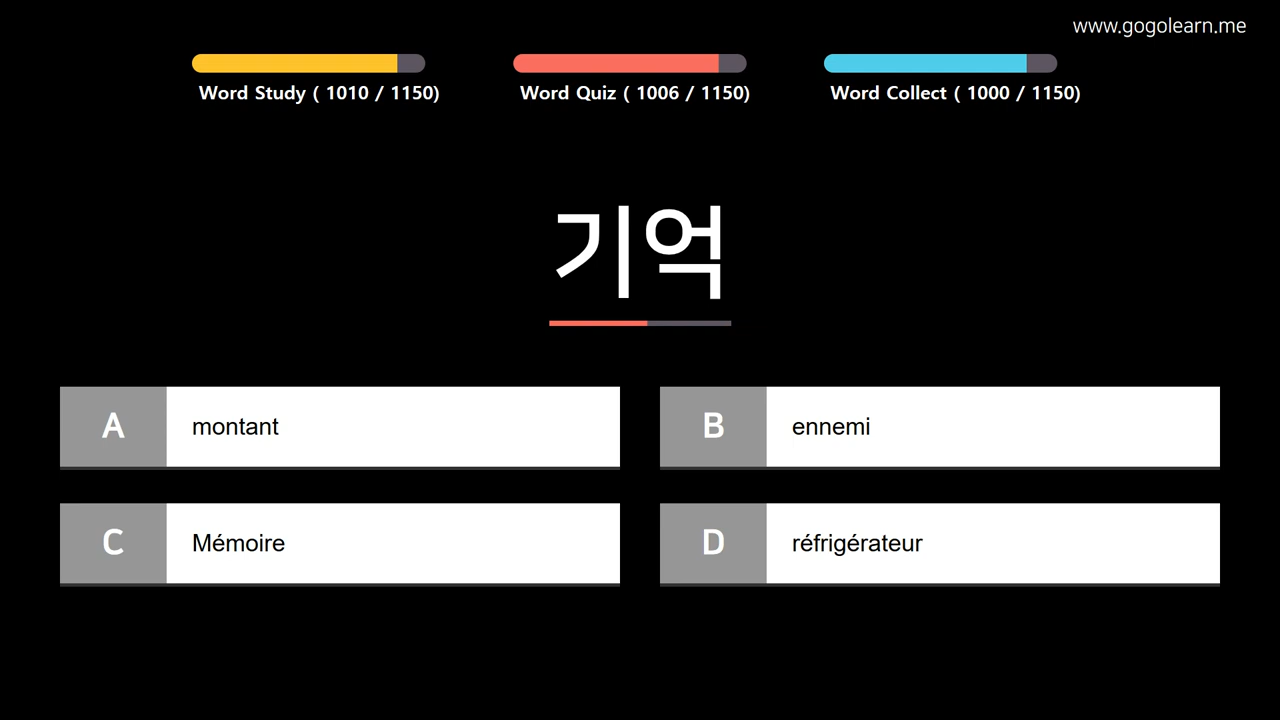 www.gogolearn.me
Word Study ( 1010 / 1150)
Word Quiz ( 1006 / 1150)
Word Collect ( 1000 / 1150)
기억
A montant
B ennemi
C Mémoire
D réfrigérateur